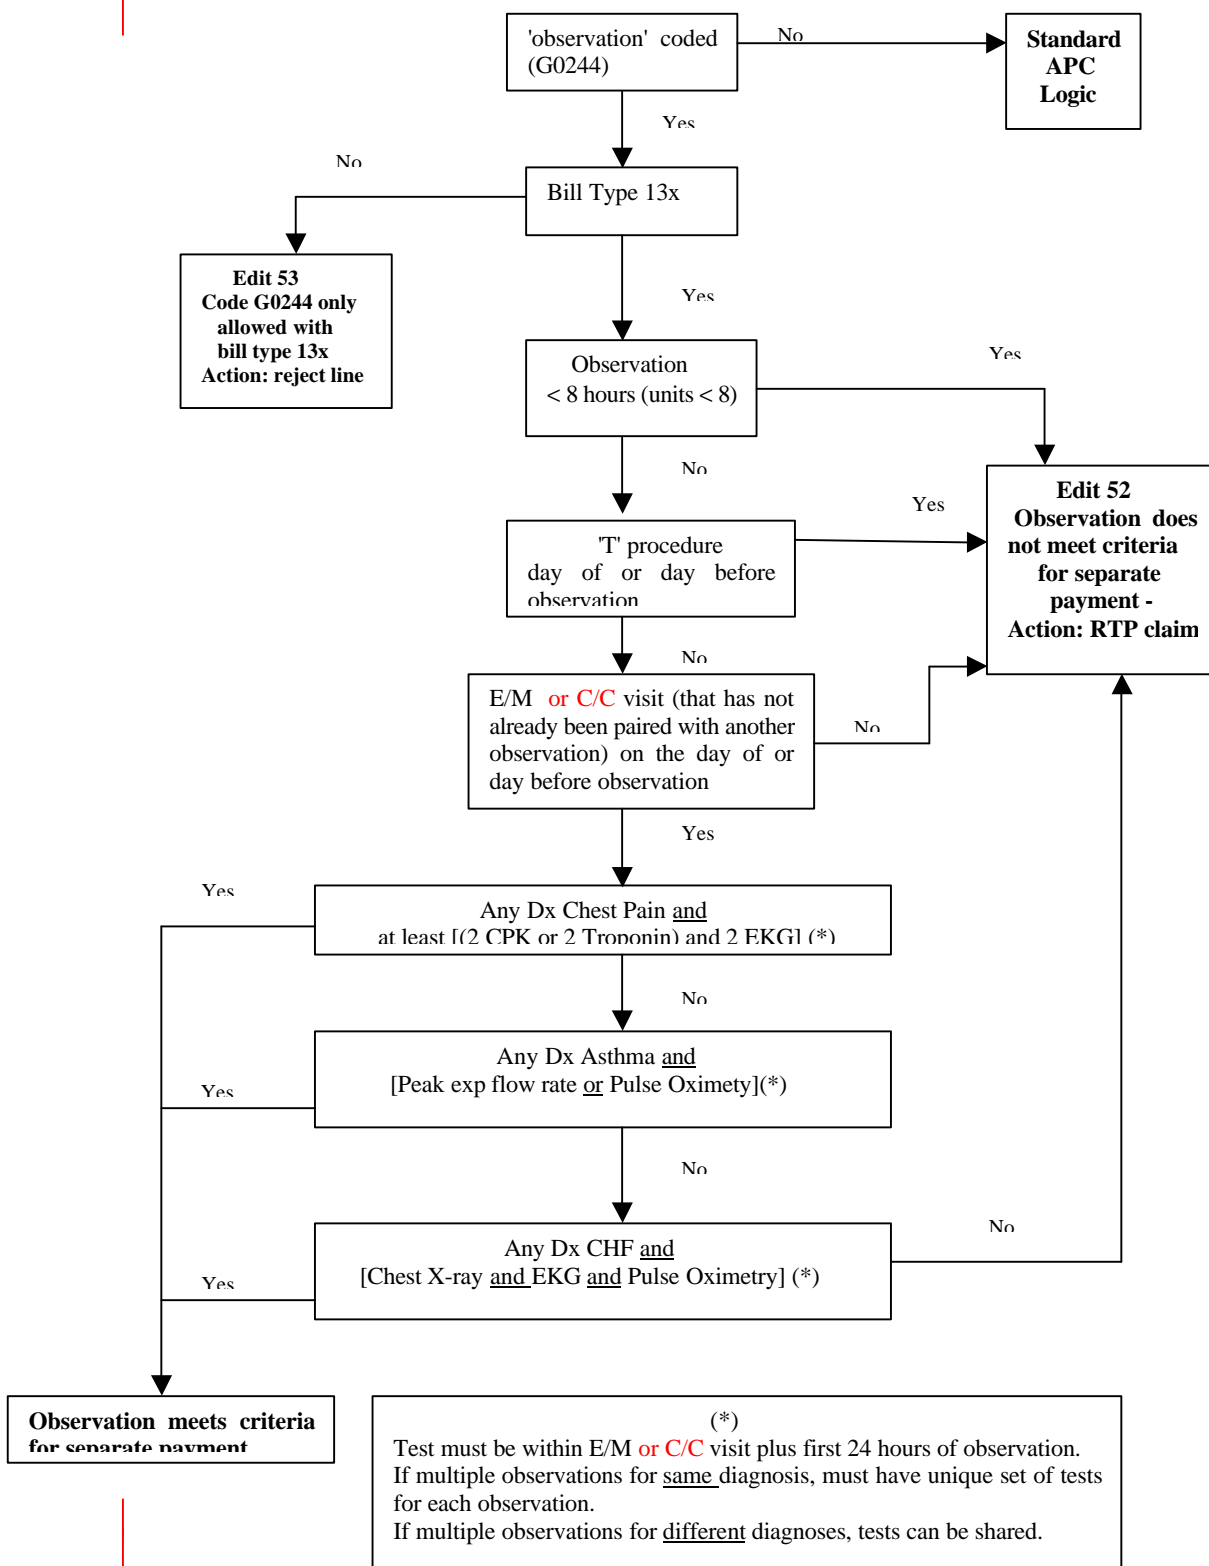 'observation' coded
(G0244)
No
Standard
APC
Logic
Yes
No
Bill Type 13x
Edit 53
Code G0244 only
allowed with
bill type 13x
Action: reject line
Yes
Observation
< 8 hours (units < 8)
Yes
No
'T' procedure
day of or day before
observation
Yes
Edit 52
Observation does
not meet criteria
for separate
payment -
Action: RTP claim
No
E/M or C/C visit (that has not
already been paired with another
observation) on the day of or
day before observation
No
Yes
Yes
Any Dx Chest Pain and
at least [(2 CPK or 2 Troponin) and 2 EKG] (*)
No
Any Dx Asthma and
[Peak exp flow rate or Pulse Oximety](*)
Yes
No
Any Dx CHF and
[Chest X-ray and EKG and Pulse Oximetry] (*)
No
Yes
Observation meets criteria
for separate payment
(*)
Test must be within E/M or C/C visit plus first 24 hours of observation.
If multiple observations for same diagnosis, must have unique set of tests
for each observation.
If multiple observations for different diagnoses, tests can be shared.